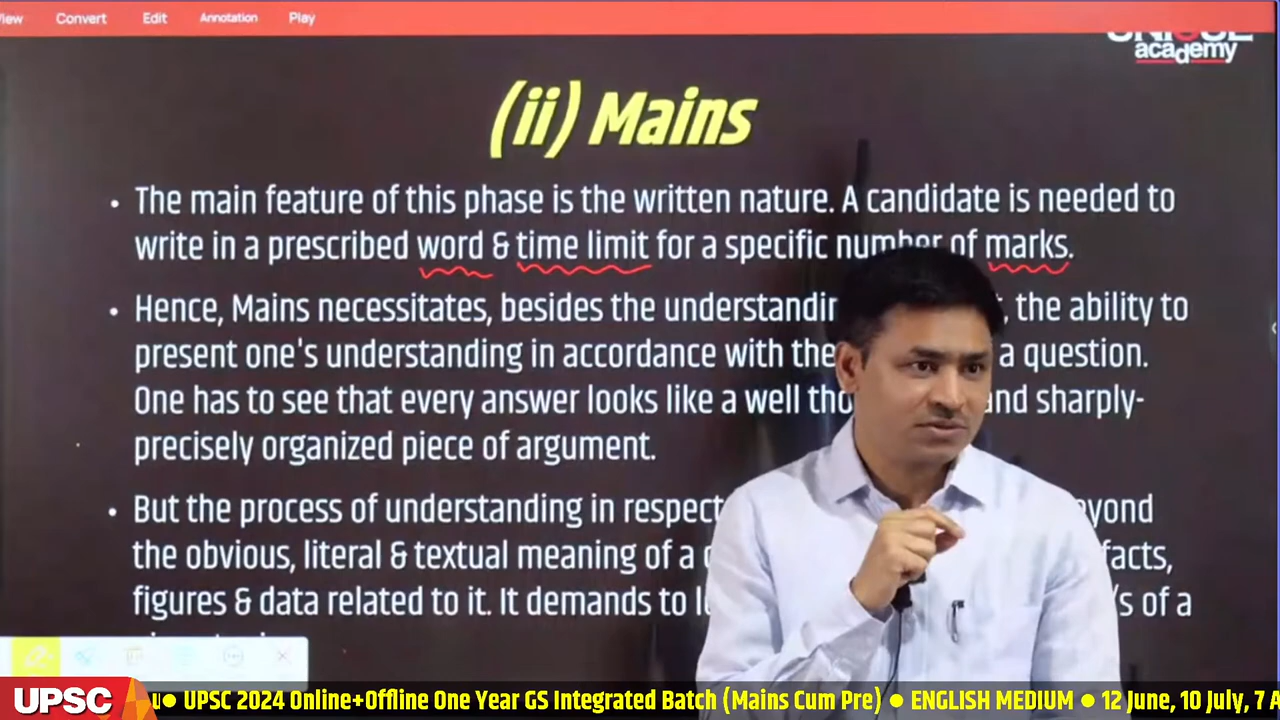 View Convert Edit Annotation Play
UNIQUE
academy
(ii) Mains
• The main feature of this phase is the written nature. A candidate is needed to
write in a prescribed word & time limit for a specific number of marks.
• Hence, Mains necessitates, besides the , the ability to
present one's understanding in accordance with the a question.
One has to see that every answer looks like a well and sharply-
precisely organized piece of argument.
• But the process of understanding in respect
the obvious, literal & textual meaning of a facts,
figures & data related to it. It demands to of a
UPSC
● UPSC 2024 Online+Offline One Year GS Integrated Batch (Mains Cum Pre) ● ENGLISH MEDIUM ● 12 June, 10 July, 7